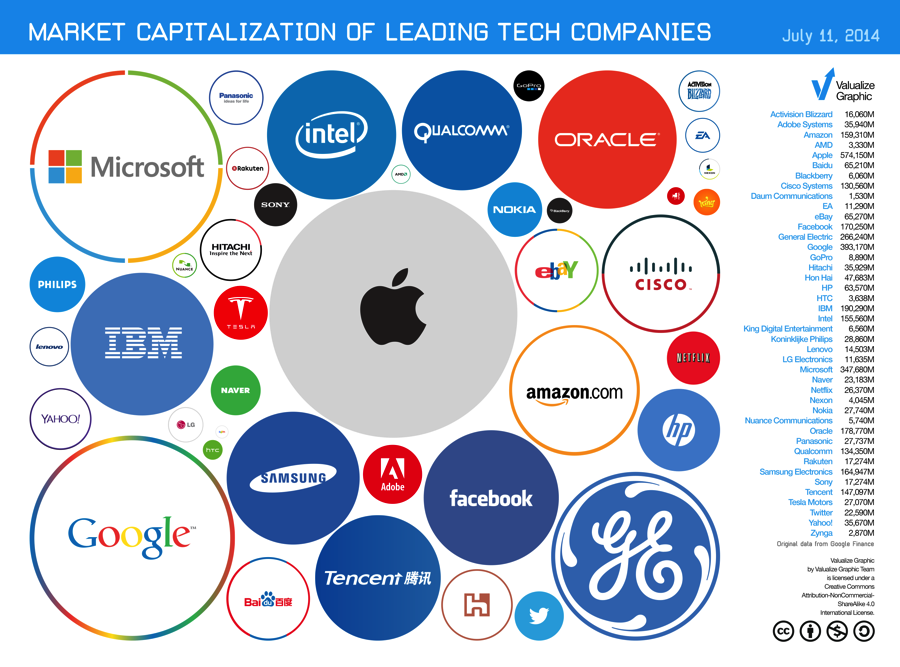 MARKET CAPITALIZATION OF LEADING TECH COMPANIES
July 11, 2014
Microsoft
Panasonic
ideas for life
intel
QUALCOMM
GoPro
ORACLE
ACTIVISION
BLIZZARD
EA
Rakuten
AMD
SONY
NOKIA
BlackBerry
King
HITACHI
Inspire the Next
NUANCE
ebaY
CISCO
PHILIPS
TESLA
IBM
lenovo
NETFLIX
NAVER
amazon.com
YAHOO!
LG
hp
htc
SAMSUNG
Adobe
facebook
Google™
GE
Tencent 腾讯
Bai 百度
Valualize
Graphic
Activision Blizzard 16,060M
Adobe Systems 35,940M
Amazon 159,310M
AMD 3,330M
Apple 574,150M
Baidu 65,210M
Blackberry 6,060M
Cisco Systems 130,560M
Daum Communications 1,530M
EA 11,290M
eBay 65,270M
Facebook 170,250M
General Electric 266,240M
Google 393,170M
GoPro 8,890M
Hitachi 35,929M
Hon Hai 47,683M
HP 63,570M
HTC 3,638M
IBM 190,290M
Intel 155,560M
King Digital Entertainment 6,560M
Koninklijke Philips 28,860M
Lenovo 14,503M
LG Electronics 11,635M
Microsoft 347,680M
Naver 23,183M
Netflix 26,370M
Nexon 4,045M
Nokia 27,740M
Nuance Communications 5,740M
Oracle 178,770M
Panasonic 27,737M
Qualcomm 134,350M
Rakuten 17,274M
Samsung Electronics 164,947M
Sony 17,274M
Tencent 147,097M
Tesla Motors 27,070M
Twitter 22,590M
Yahoo! 35,670M
Zynga 2,870M
Original data from Google Finance
Valualize Graphic
by Valualize Graphic Team
is licensed under a
Creative Commons
Attribution-NonCommercial-
ShareAlike 4.0
International License.
cc